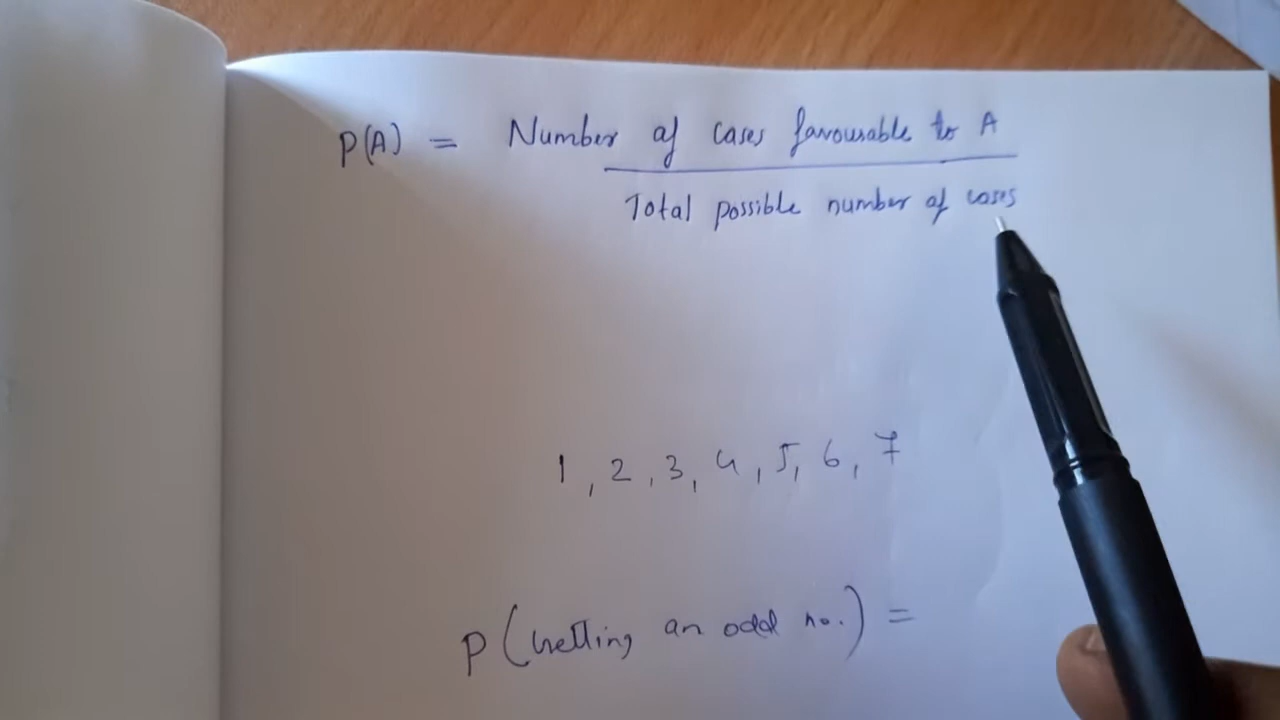 P(A) = Number of cases favourable to A
Total possible number of cases
1, 2, 3, 4, 5, 6, 7
P(Getting an odd no.) =